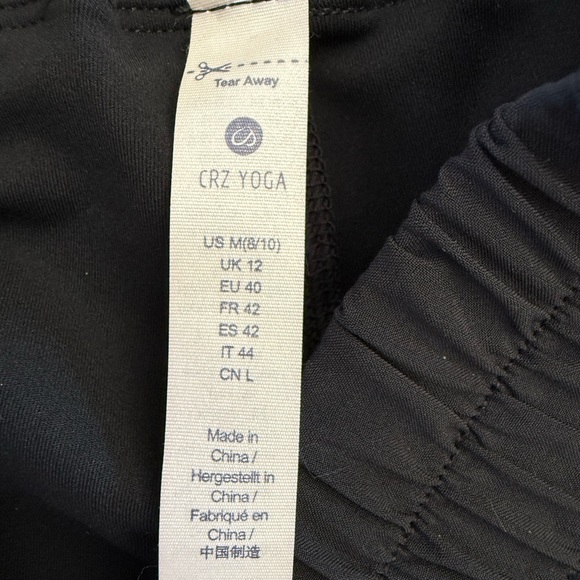 Tear Away
CRZ YOGA
US M(8/10)
UK 12
EU 40
FR 42
ES 42
IT 44
CN L
Made in
China /
Hergestellt in
China /
Fabriqué en
China /
中国制造